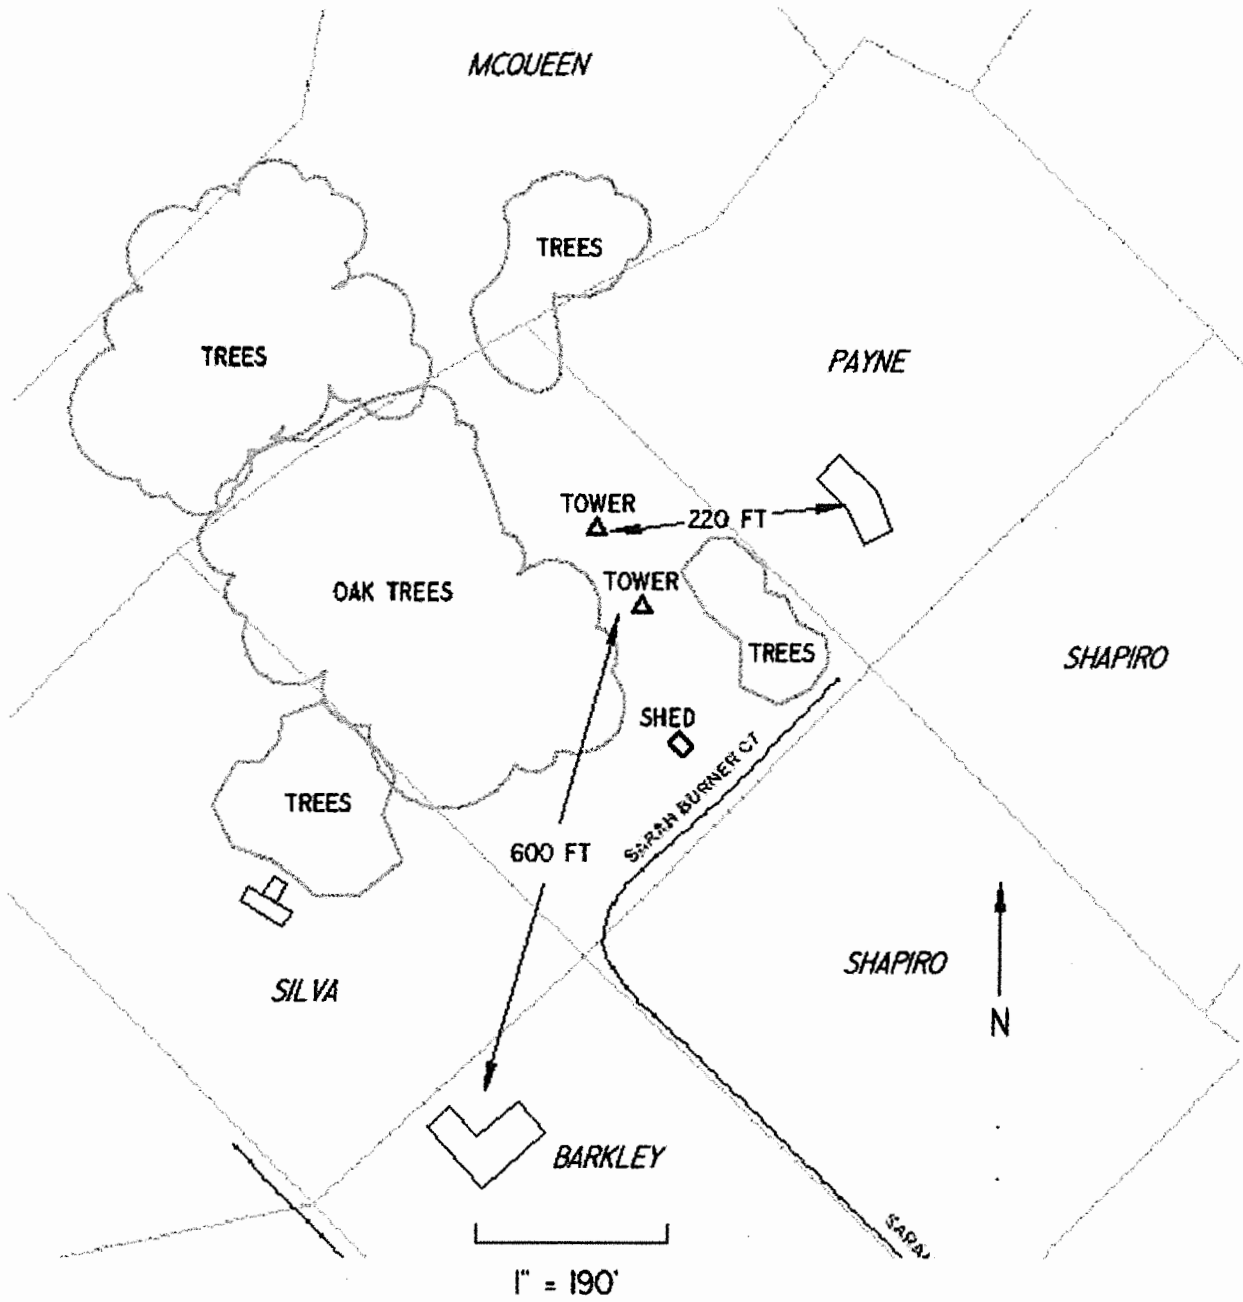 MCQUEEN
TREES
TREES
PAYNE
TOWER
220 FT
TOWER
OAK TREES
TREES
SHAPIRO
SHED
SARAH BURNER CT
TREES
600 FT
SHAPIRO
SILVA
N
BARKLEY
SARA
1" = 190'